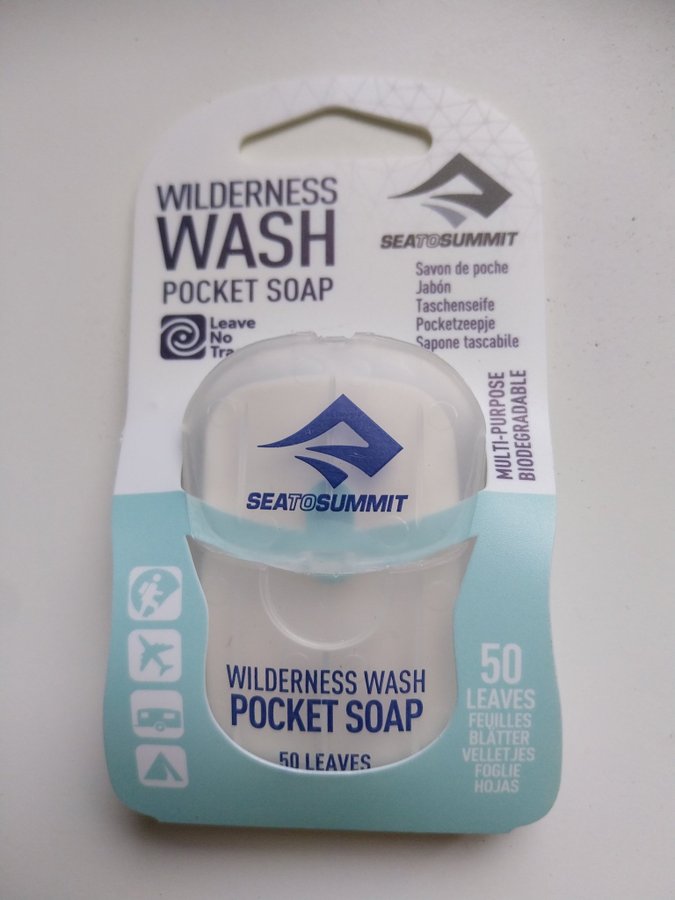 WILDERNESS
WASH
POCKET SOAP
Leave
No
SEATOSUMMIT
Savon de poche
Jabón
Taschenseife
Pocketzeepje
Sapone tascabile
MULTI-PURPOSE
BIODEGRADABLE
SEATOSUMMIT
WILDERNESS WASH
POCKET SOAP
50 LEAVES
50
LEAVES
FEUILLES
BLÄTTER
VELLETJES
FOGLIE
HOJAS